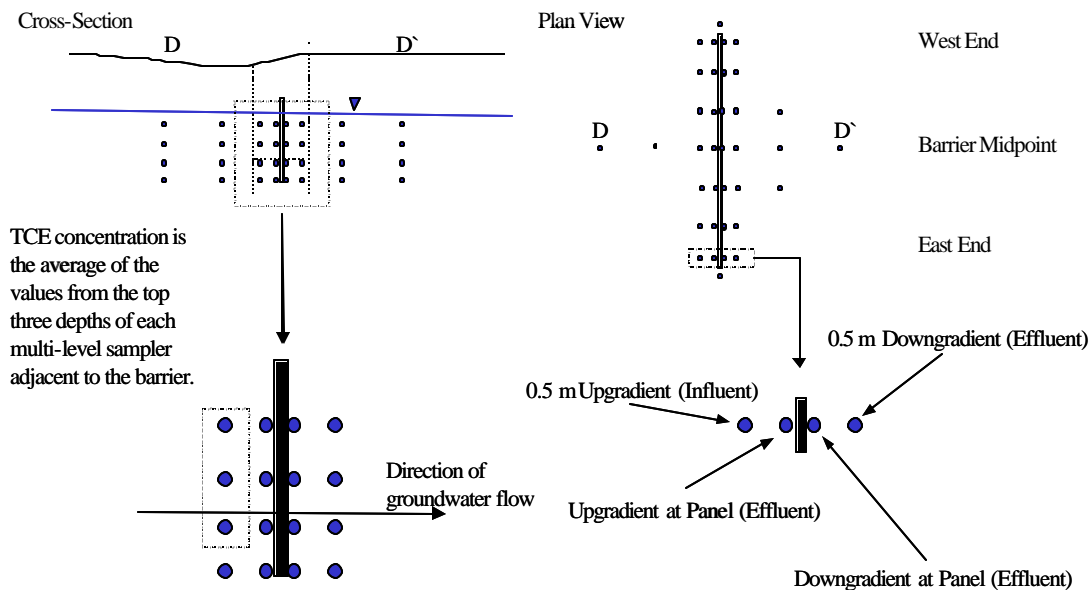 Cross-Section
D
D`
TCE concentration is
the average of the
values from the top
three depths of each
multi-level sampler
adjacent to the barrier.
Direction of
groundwater flow
Plan View
West End
D
D`
Barrier Midpoint
East End
0.5 m Downgradient (Effluent)
0.5 m Upgradient (Influent)
Upgradient at Panel (Effluent)
Downgradient at Panel (Effluent)